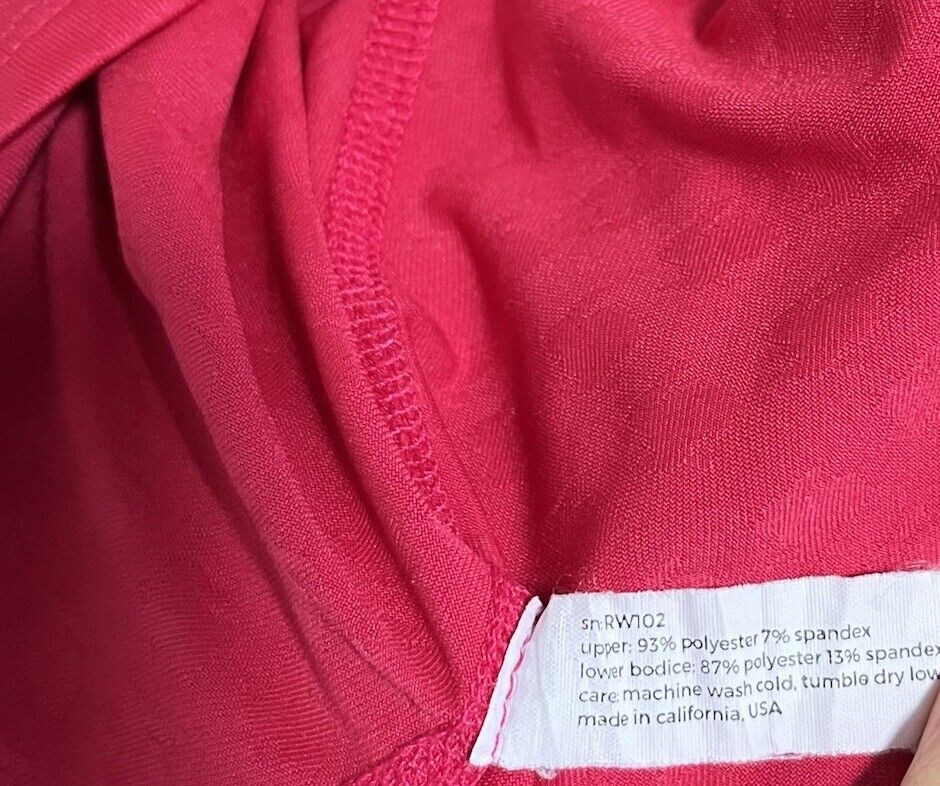 sn:RW102
upper: 93% polyester 7% spandex
lower bodice: 87% polyester 13% spandex
care: machine wash cold, tumble dry low
made in california, USA